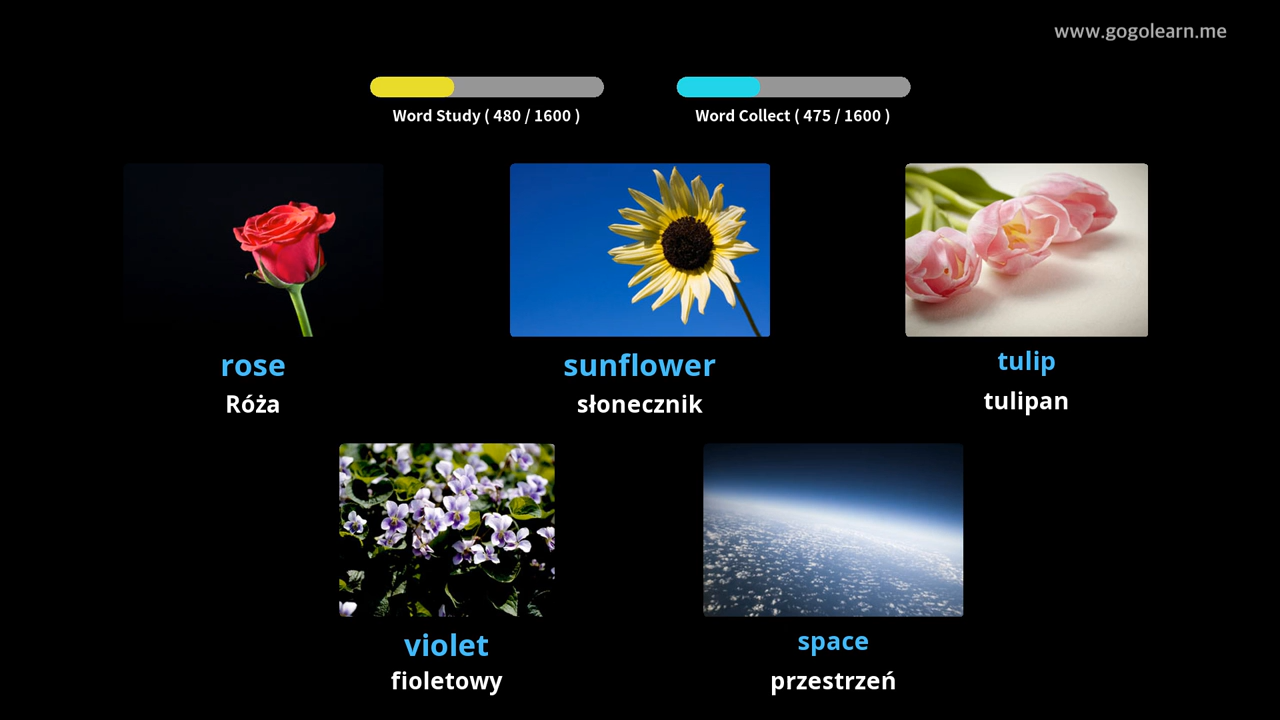 www.gogolearn.me
Word Study ( 480 / 1600 )
Word Collect ( 475 / 1600 )
rose
Róża
sunflower
słonecznik
tulip
tulipan
violet
fioletowy
space
przestrzeń